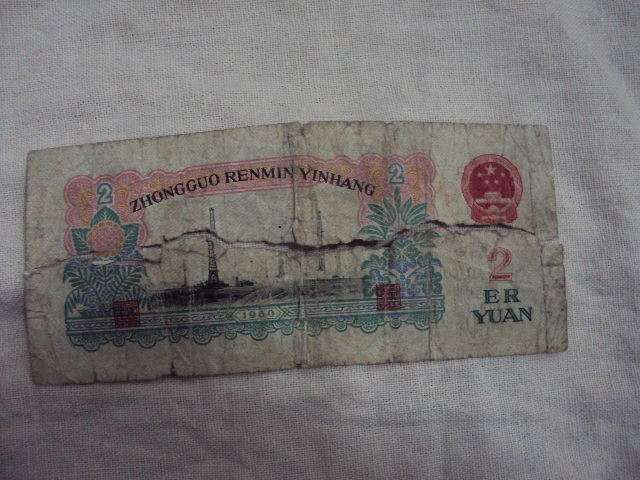 2
2
ZHONGGUO RENMIN YINHANG
2
ER
YUAN
1960